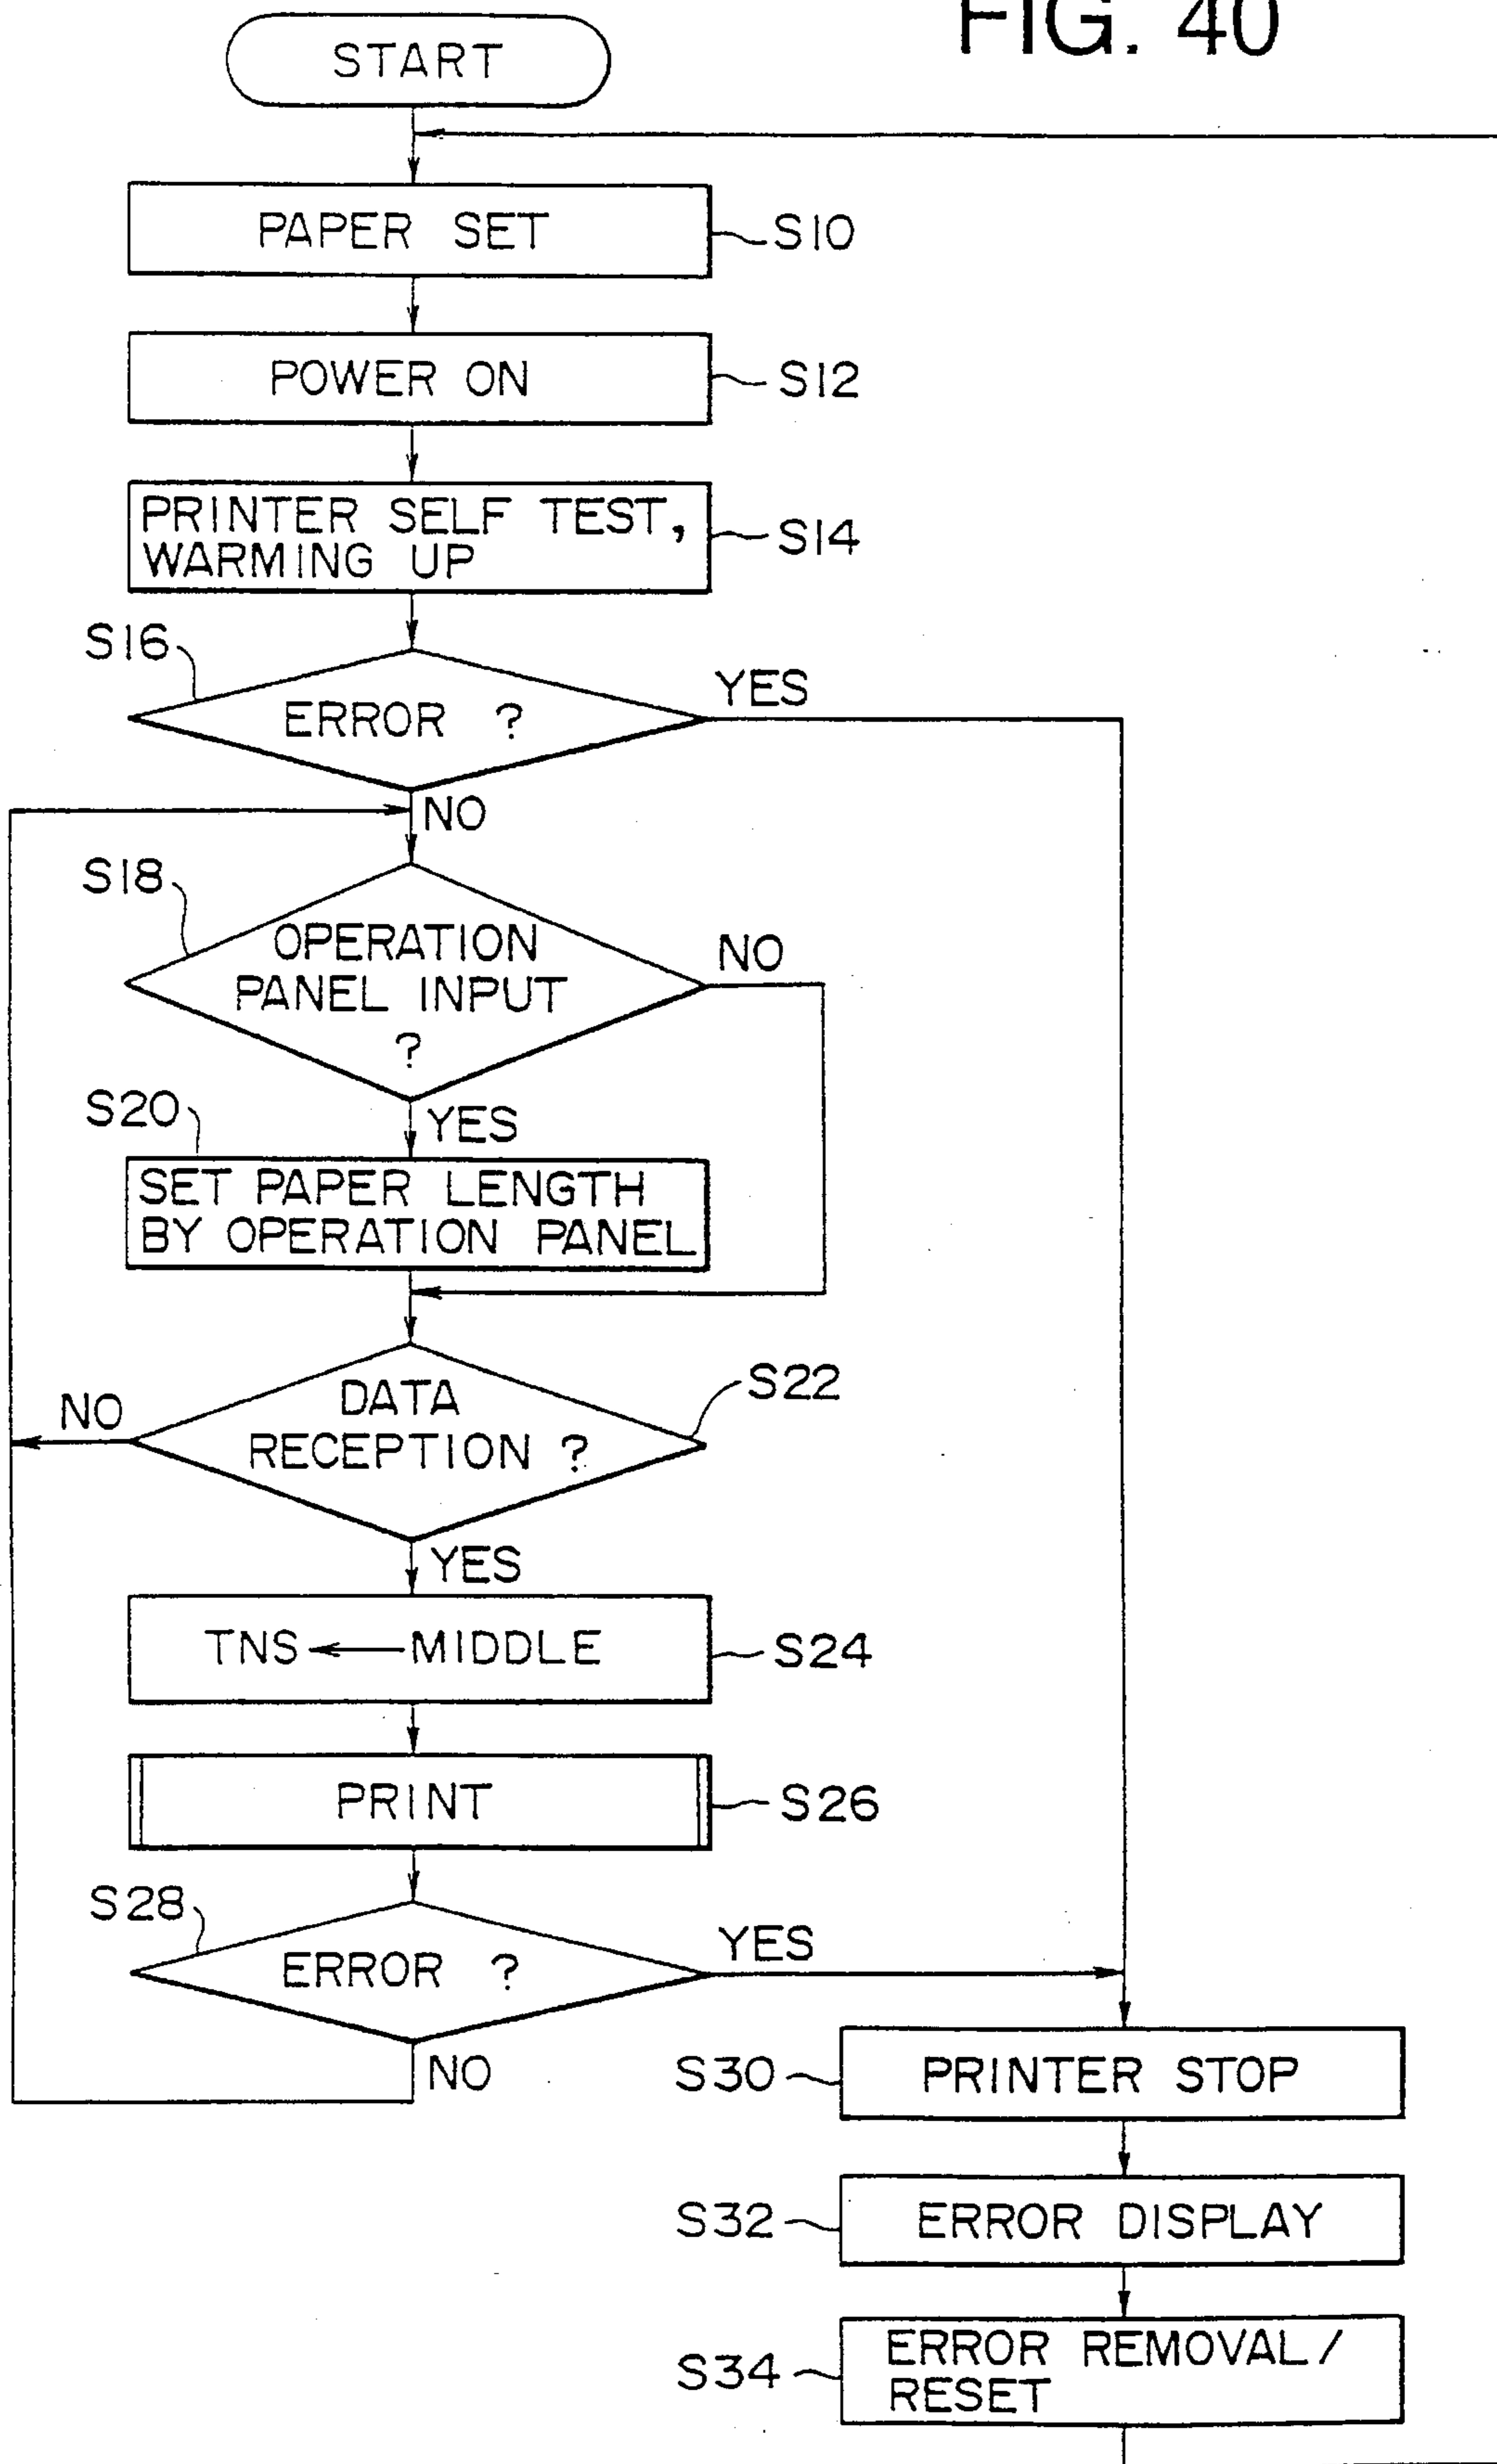 FIG. 40
START
PAPER SET
S10
POWER ON
S12
PRINTER SELF TEST,
WARMING UP
S14
S16
ERROR ?
YES
NO
S18
OPERATION
PANEL INPUT
?
NO
YES
S20
SET PAPER LENGTH
BY OPERATION PANEL
DATA
RECEPTION ?
S22
NO
YES
TNS ← MIDDLE
S24
PRINT
S26
S28
ERROR ?
YES
NO
S30
PRINTER STOP
S32
ERROR DISPLAY
S34
ERROR REMOVAL/
RESET